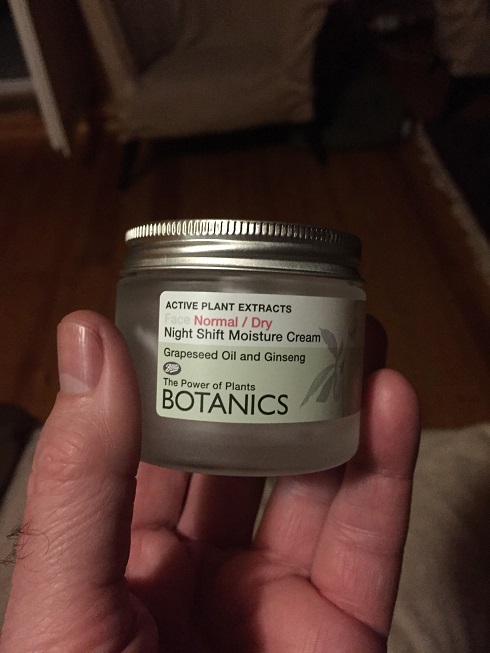 ACTIVE PLANT EXTRACTS
Face Normal / Dry
Night Shift Moisture Cream
Grapeseed Oil and Ginseng
Boots
The Power of Plants
BOTANICS